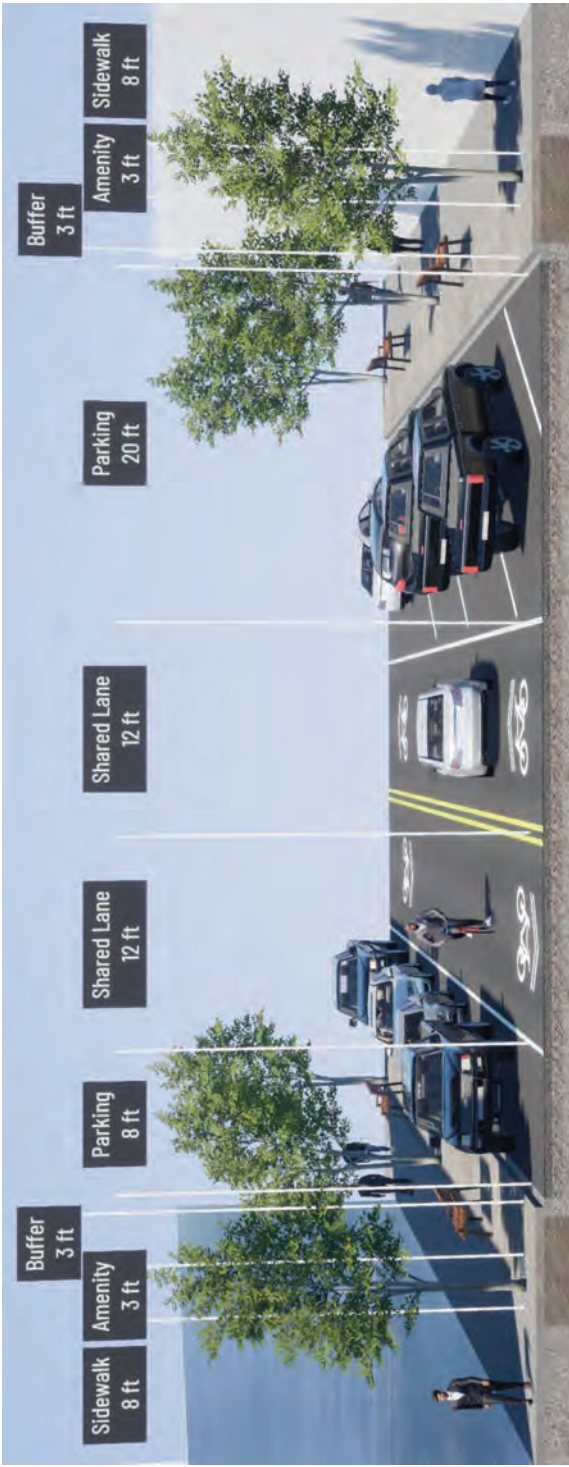 Sidewalk
8 ft
Amenity
3 ft
Buffer
3 ft
Parking
8 ft
Shared Lane
12 ft
Shared Lane
12 ft
Parking
20 ft
Buffer
3 ft
Amenity
3 ft
Sidewalk
8 ft